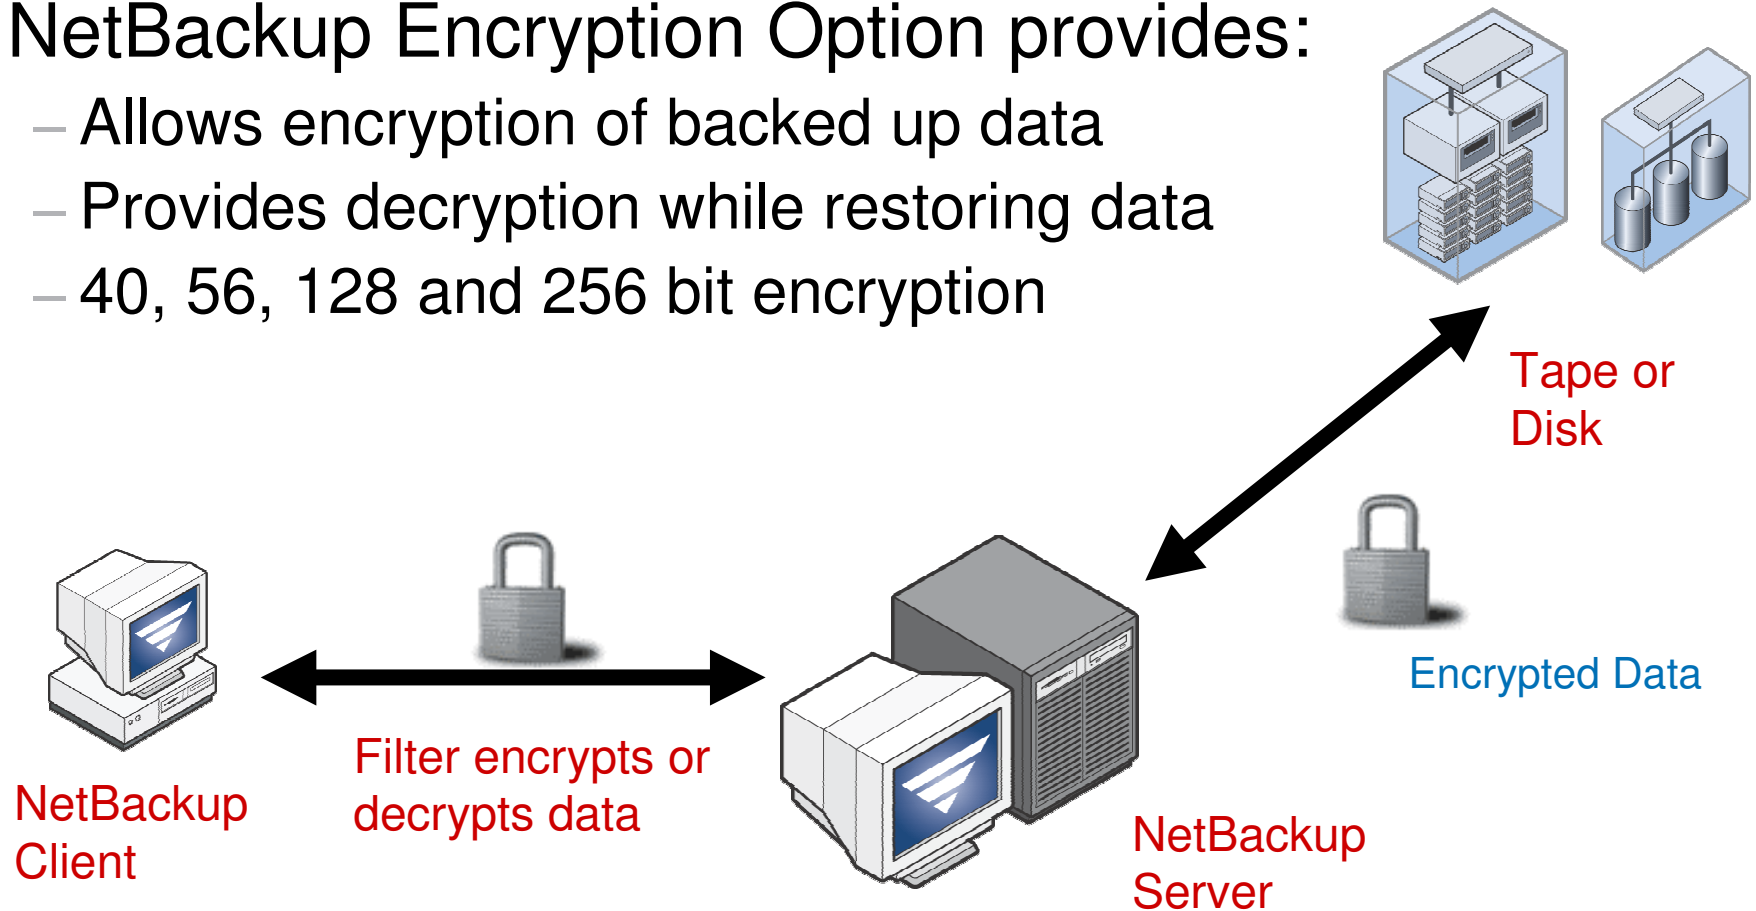 NetBackup Encryption Option provides:
– Allows encryption of backed up data
– Provides decryption while restoring data
– 40, 56, 128 and 256 bit encryption
Tape or
Disk
Encrypted Data
Filter encrypts or
decrypts data
NetBackup
Client
NetBackup
Server